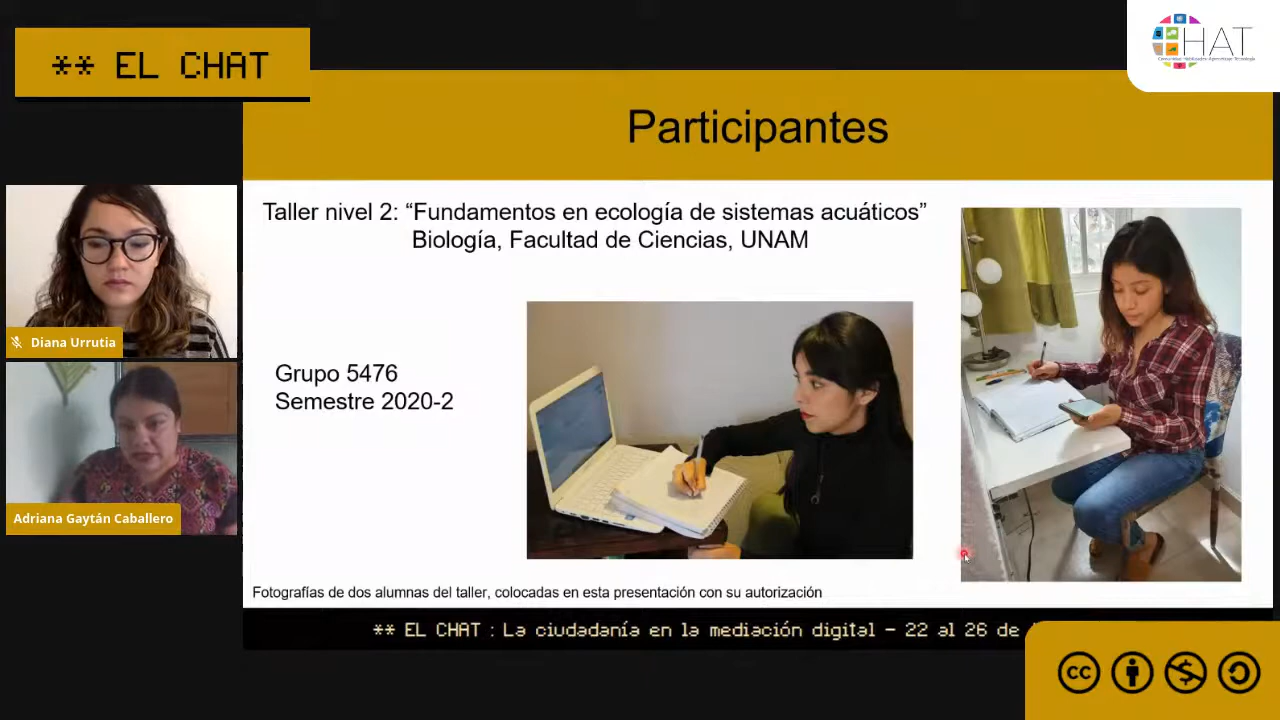 ** EL CHAT
HAT
Participantes
Taller nivel 2: “Fundamentos en ecología de sistemas acuáticos”
Biología, Facultad de Ciencias, UNAM
Diana Urrutia
Grupo 5476
Semestre 2020-2
Adriana Gaytán Caballero
Fotografías de dos alumnas del taller, colocadas en esta presentación con su autorización
** EL CHAT : La ciudadanía en la mediación digital – 22 al 26 de
cc